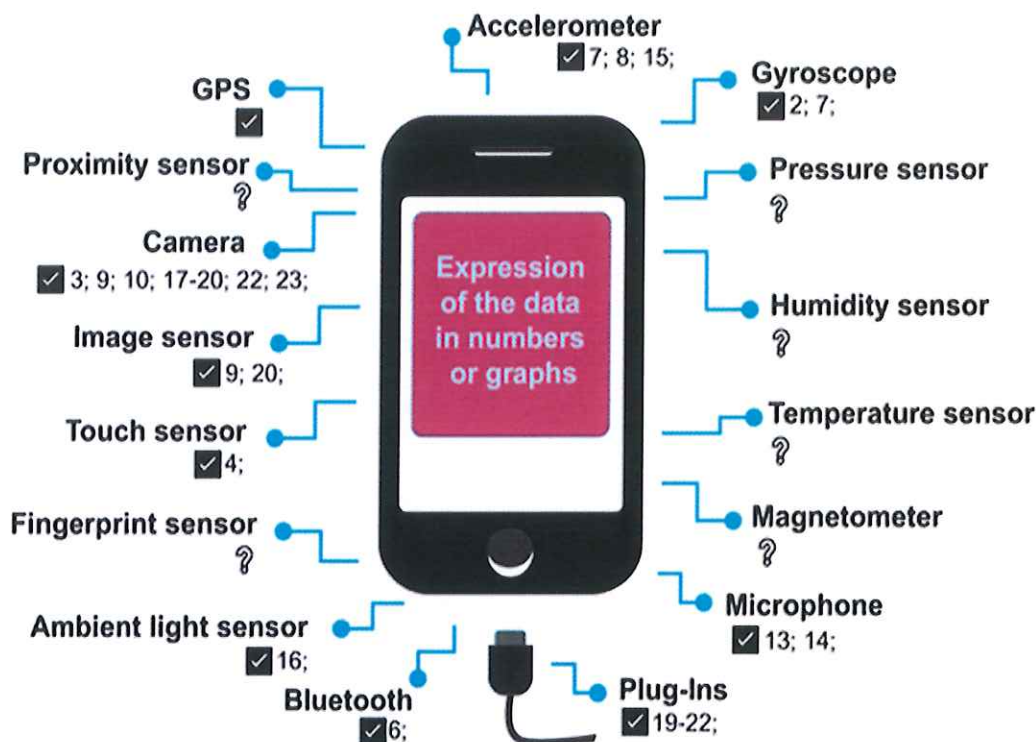 Accelerometer
☑ 7; 8; 15;
GPS
☑
Gyroscope
☑ 2; 7;
Proximity sensor
?
Pressure sensor
?
Camera
☑ 3; 9; 10; 17-20; 22; 23;
Expression
of the data
in numbers
or graphs
Humidity sensor
?
Image sensor
☑ 9; 20;
Touch sensor
☑ 4;
Temperature sensor
?
Fingerprint sensor
?
Magnetometer
?
Ambient light sensor
☑ 16;
Microphone
☑ 13; 14;
Bluetooth
☑ 6;
Plug-Ins
☑ 19-22;